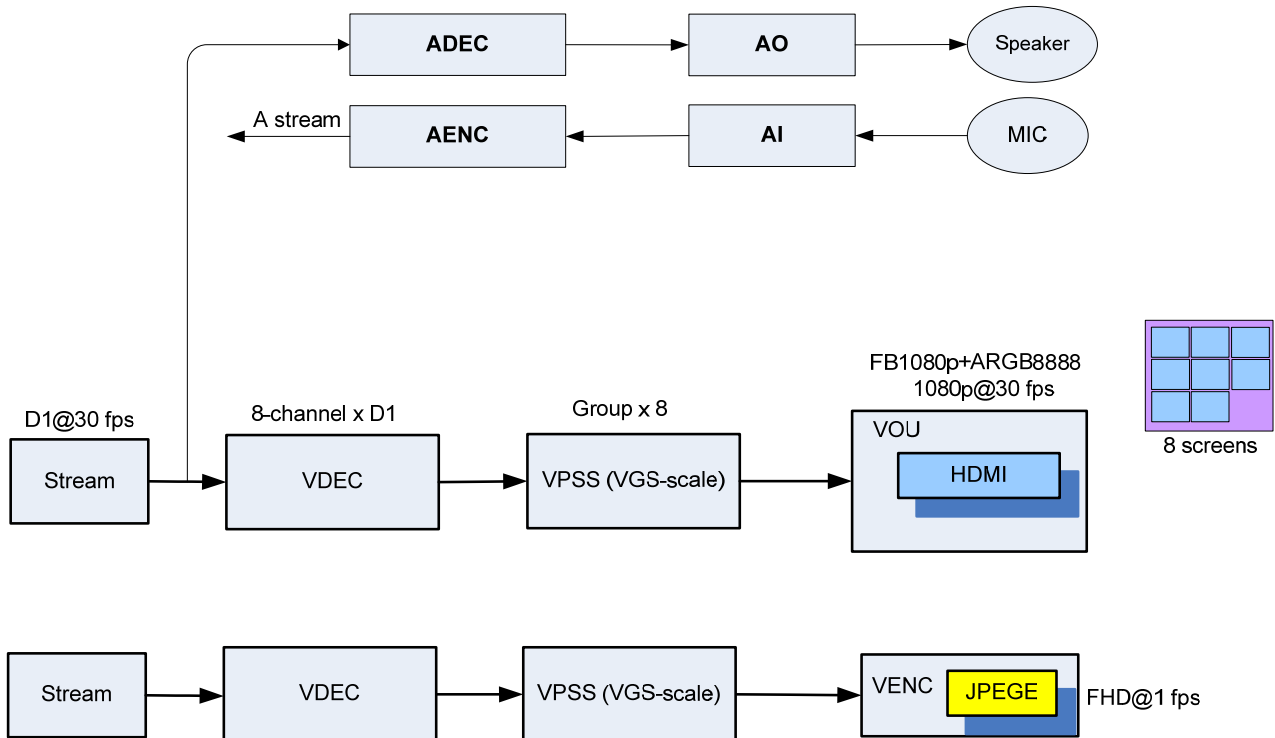 ADEC
AO
Speaker
A stream
AENC
AI
MIC
FB1080p+ARGB8888
1080p@30 fps
D1@30 fps
8-channel x D1
Group x 8
VOU
8 screens
Stream
VDEC
VPSS (VGS-scale)
HDMI
Stream
VDEC
VPSS (VGS-scale)
VENC
JPEGE
FHD@1 fps